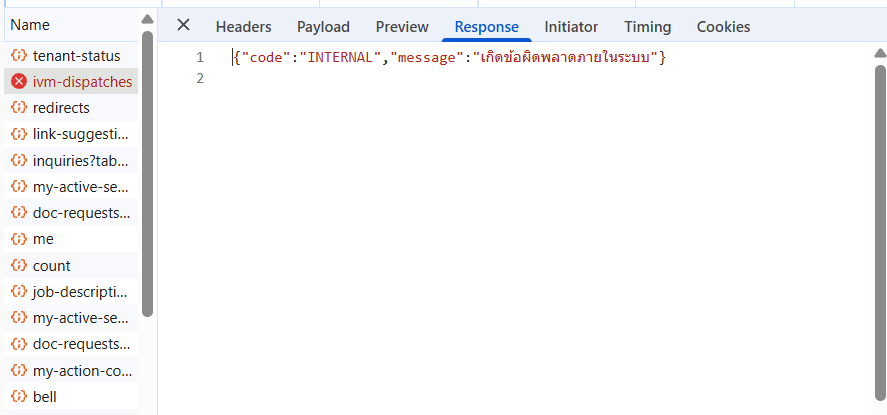 Name
tenant-status
ivm-dispatches
redirects
link-suggesti...
inquiries?tab...
my-active-se...
doc-requests...
me
count
job-descripti...
my-active-se...
doc-requests...
my-action-co...
bell
Headers Payload Preview Response Initiator Timing Cookies
1 {"code":"INTERNAL","message":"เกิดข้อผิดพลาดภายในระบบ"}
2